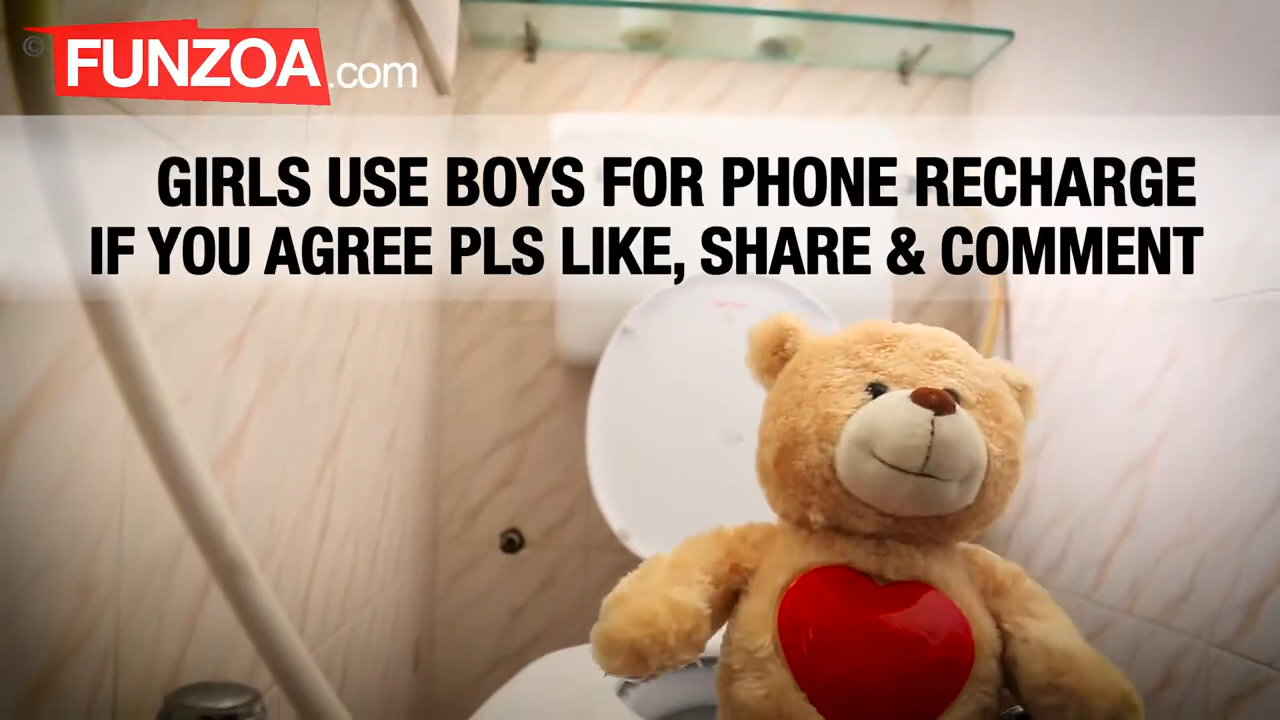 © FUNZOA.com
GIRLS USE BOYS FOR PHONE RECHARGE
IF YOU AGREE PLS LIKE, SHARE & COMMENT